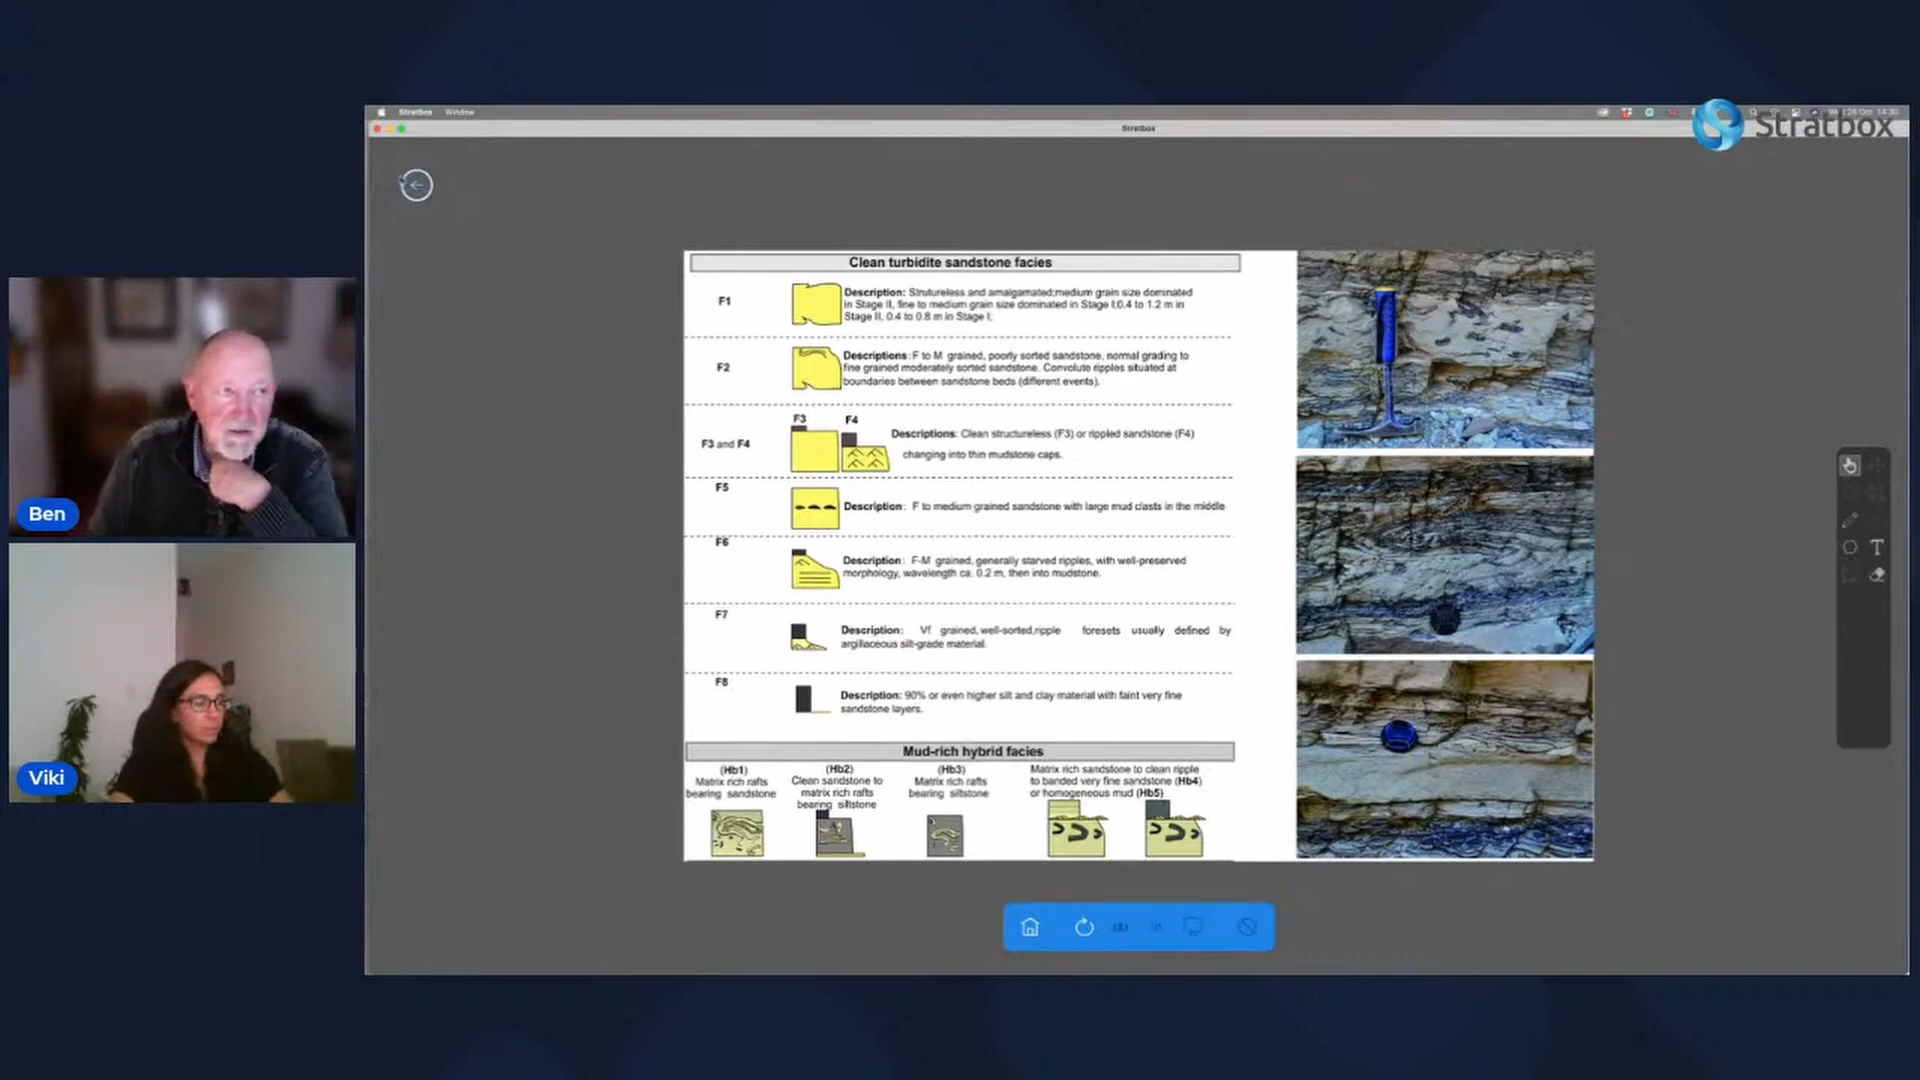 Stratbox Window
Stratbox
Stratbox
Clean turbidite sandstone facies
F1
Description: Strutureless and amalgamated;medium grain size dominated
in Stage II, fine to medium grain size dominated in Stage I;0.4 to 1.2 m in
Stage II, 0.4 to 0.8 m in Stage I;
F2
Descriptions: F to M grained, poorly sorted sandstone, normal grading to
fine grained moderately sorted sandstone. Convolute ripples situated at
boundaries between sandstone beds (different events).
F3 and F4
F3
F4
Descriptions: Clean structureless (F3) or rippled sandstone (F4)
changing into thin mudstone caps.
F5
Description: F to medium grained sandstone with large mud clasts in the middle
F6
Description: F-M grained, generally starved ripples, with well-preserved
morphology, wavelength ca. 0.2 m, then into mudstone.
F7
Description: Vf grained, well-sorted,ripple foresets usually defined by
argillaceous silt-grade material.
F8
Description: 90% or even higher silt and clay material with faint very fine
sandstone layers.
Mud-rich hybrid facies
(Hb1)
Matrix rich rafts
bearing sandstone
(Hb2)
Clean sandstone to
matrix rich rafts
bearing siltstone
(Hb3)
Matrix rich rafts
bearing siltstone
Matrix rich sandstone to clean ripple
to banded very fine sandstone (Hb4)
or homogeneous mud (Hb5)
Ben
Viki
T